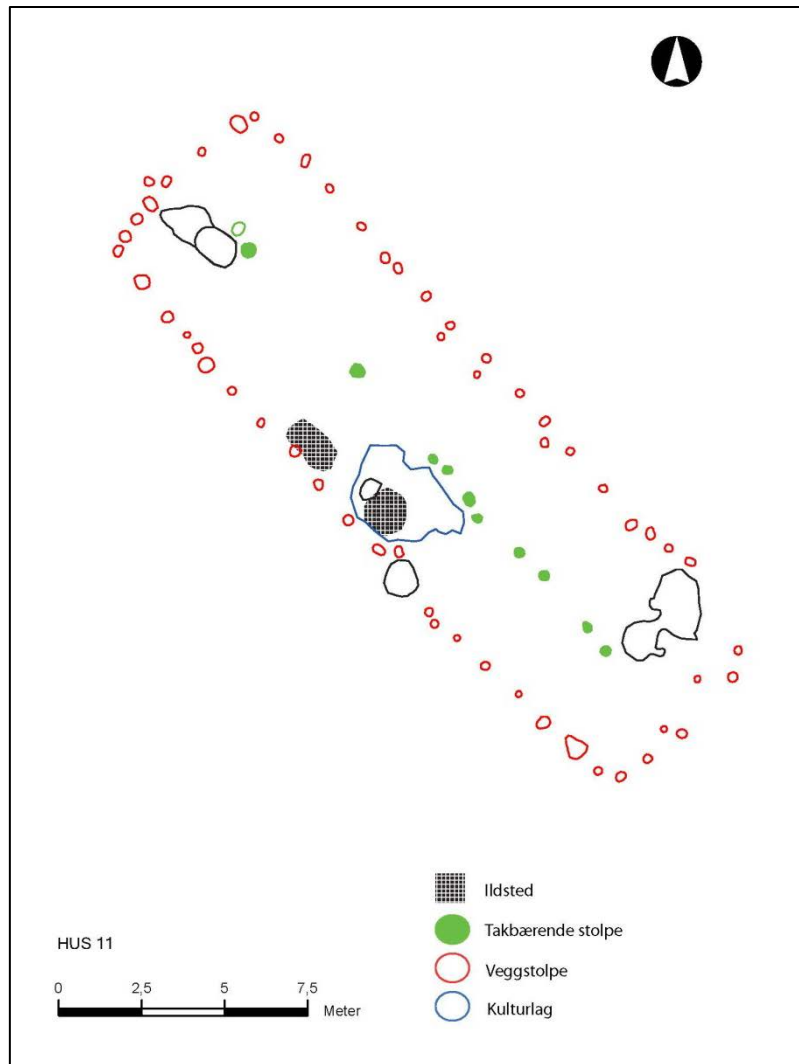 Ildsted
Takbærende stolpe
Veggstolpe
Kulturlag
HUS 11
0 2,5 5 7,5
Meter